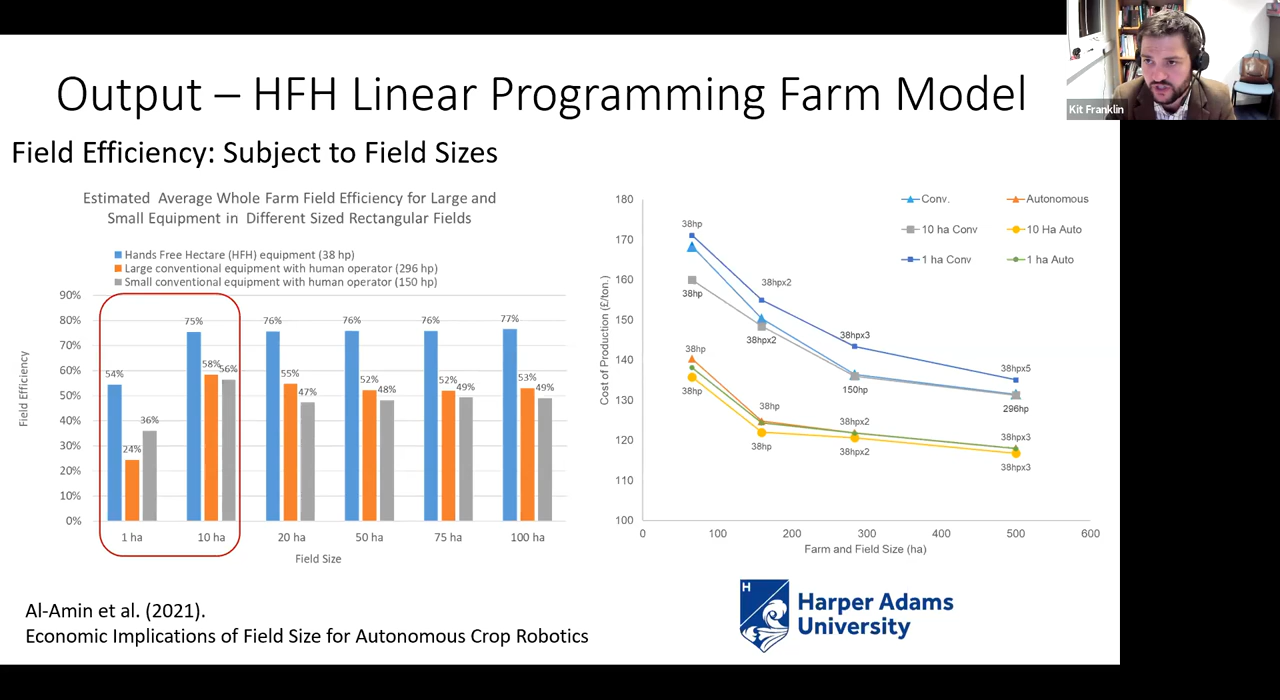 Output – HFH Linear Programming Farm Model
Kit Franklin
Field Efficiency: Subject to Field Sizes
Estimated Average Whole Farm Field Efficiency for Large and
Small Equipment in Different Sized Rectangular Fields
Hands Free Hectare (HFH) equipment (38 hp)
Large conventional equipment with human operator (296 hp)
Small conventional equipment with human operator (150 hp)
Field Efficiency
90%
80%
70%
60%
50%
40%
30%
20%
10%
0%
54%
24%
36%
75%
58%
56%
76%
55%
47%
76%
52%
48%
76%
52%
49%
77%
53%
49%
1 ha
10 ha
20 ha
50 ha
75 ha
100 ha
Field Size
Conv.
Autonomous
10 ha Conv
10 Ha Auto
1 ha Conv
1 ha Auto
Cost of Production (£/ton.)
180
170
160
150
140
130
120
110
100
38hp
38hpx2
38hpx3
38hpx5
38hp
38hpx2
150hp
296hp
38hp
38hp
38hpx2
38hpx3
38hp
38hp
38hpx2
38hpx3
0
100
200
300
400
500
600
Farm and Field Size (ha)
Al-Amin et al. (2021).
Economic Implications of Field Size for Autonomous Crop Robotics
H
Harper Adams
University